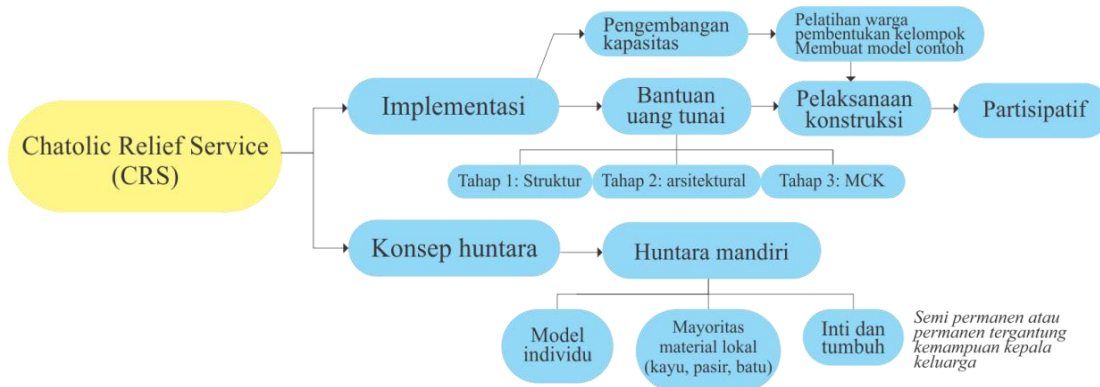 Chatolic Relief Service
(CRS)
Implementasi
Pengembangan
kapasitas
Pelatihan warga
pembentukan kelompok
Membuat model contoh
Bantuan
uang tunai
Pelaksanaan
konstruksi
Partisipatif
Tahap 1: Struktur
Tahap 2: arsitektural
Tahap 3: MCK
Konsep huntara
Huntara mandiri
Model
individu
Mayoritas
material lokal
(kayu, pasir, batu)
Inti dan
tumbuh
Semi permanen atau
permanen tergantung
kemampuan kepala
keluarga